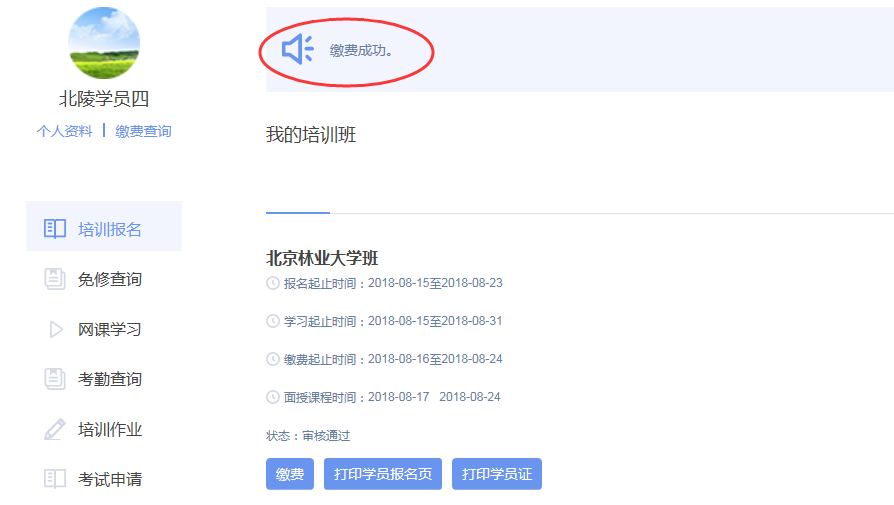 缴费成功。
北陵学员四
个人资料 | 缴费查询
我的培训班
培训报名
免修查询
网课学习
考勤查询
培训作业
考试申请
北京林业大学班
报名起止时间：2018-08-15至2018-08-23
学习起止时间：2018-08-15至2018-08-31
缴费起止时间：2018-08-16至2018-08-24
面授课程时间：2018-08-17 2018-08-24
状态：审核通过
缴费 打印学员报名页 打印学员证